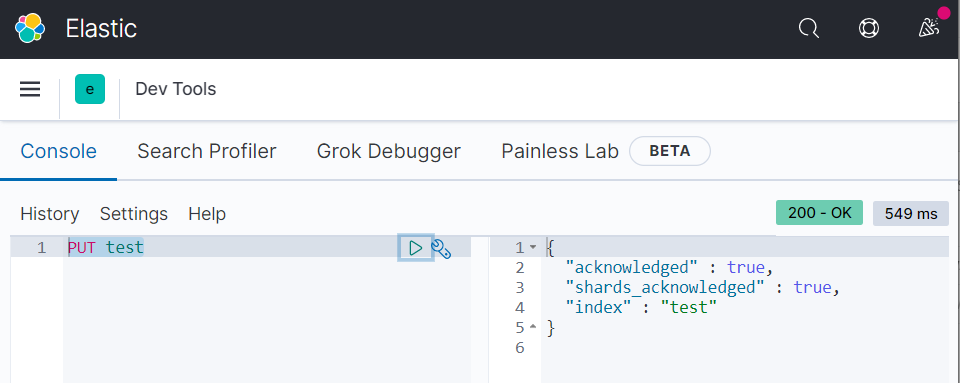 Elastic
e Dev Tools
Console Search Profiler Grok Debugger Painless Lab BETA
History Settings Help 200 - OK 549 ms
1 PUT test
1 {
2 "acknowledged" : true,
3 "shards_acknowledged" : true,
4 "index" : "test"
5 }
6